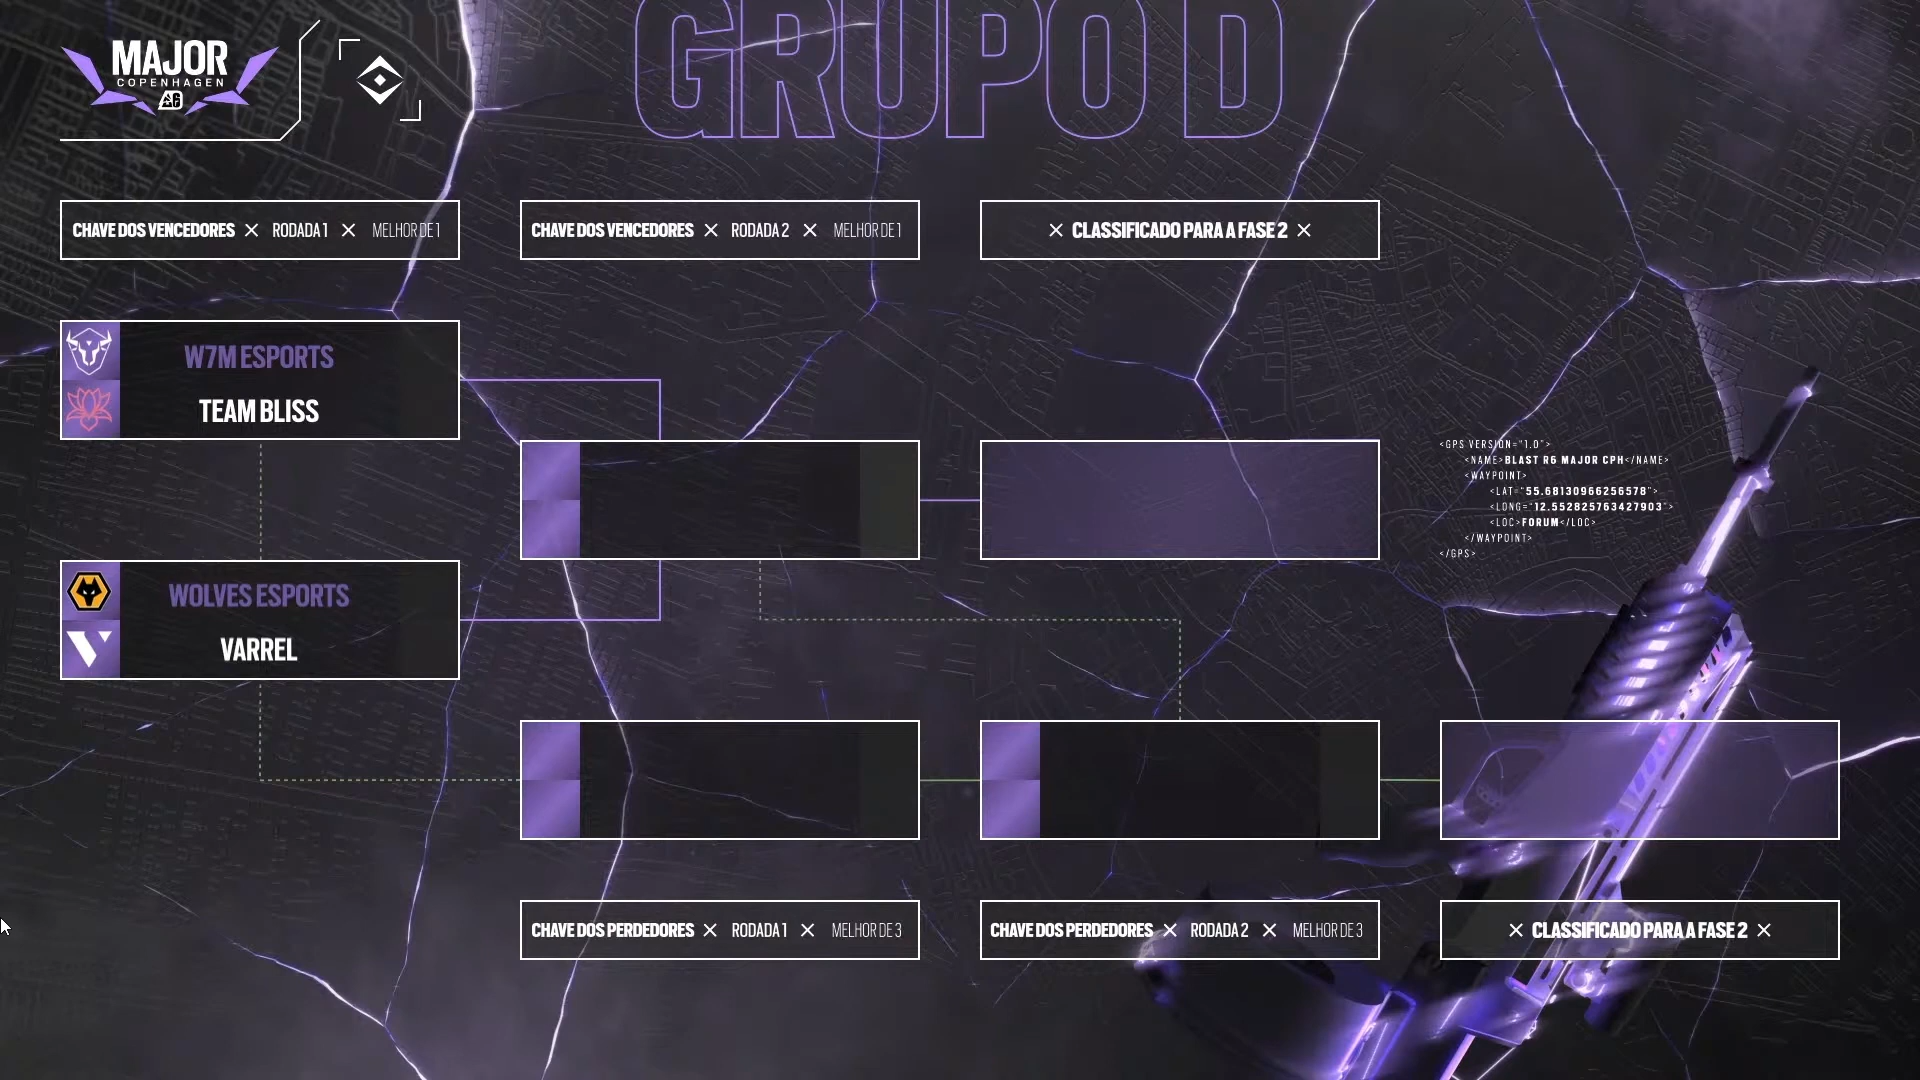 GRUPO D
MAJOR
COPENHAGEN
CHAVE DOS VENCEDORES × RODADA 1 × MELHOR DE 1
CHAVE DOS VENCEDORES × RODADA 2 × MELHOR DE 1
× CLASSIFICADO PARA A FASE 2 ×
W7M ESPORTS
TEAM BLISS
WOLVES ESPORTS
VARREL
<GPS VERSION="1.0">
<NAME>BLAST R6 MAJOR CPH</NAME>
<WAYPOINT>
<LAT="55.68130966256578">
<LONG="12.552825763427903">
<LOC>FORUM</LOC>
</WAYPOINT>
</GPS>
CHAVE DOS PERDEDORES × RODADA 1 × MELHOR DE 3
CHAVE DOS PERDEDORES × RODADA 2 × MELHOR DE 3
× CLASSIFICADO PARA A FASE 2 ×